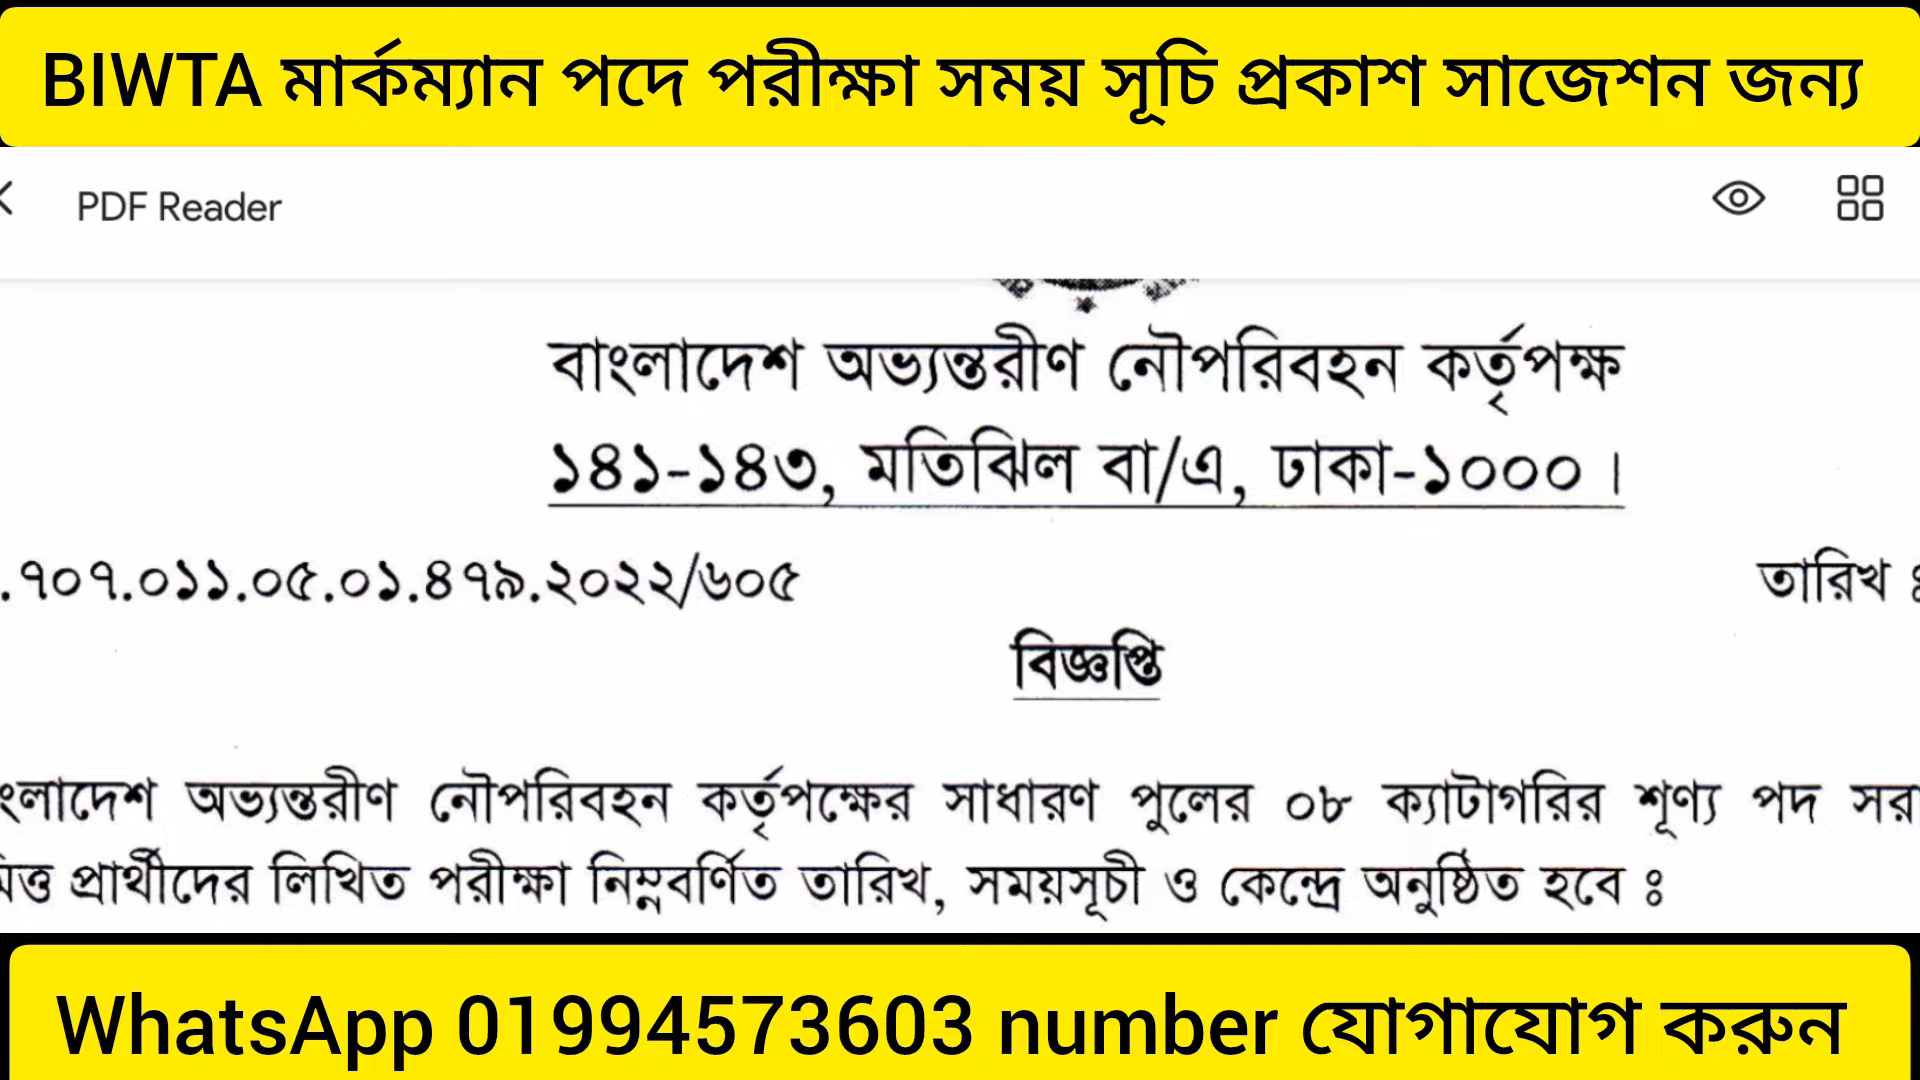 BIWTA মার্কম্যান পদে পরীক্ষা সময় সূচি প্রকাশ সাজেশন জন্য
PDF Reader
বাংলাদেশ অভ্যন্তরীণ নৌপরিবহন কর্তৃপক্ষ
১৪১-১৪৩, মতিঝিল বা/এ, ঢাকা-১০০০।
.৭০৭.০১১.০৫.০১.৪৭৯.২০২২/৬০৫ তারিখ ঃ
বিজ্ঞপ্তি
ংলাদেশ অভ্যন্তরীণ নৌপরিবহন কর্তৃপক্ষের সাধারণ পুলের ০৮ ক্যাটাগরির শূণ্য পদ সরা
মিত্ত প্রার্থীদের লিখিত পরীক্ষা নিম্নবর্ণিত তারিখ, সময়সূচী ও কেন্দ্রে অনুষ্ঠিত হবে ঃ
WhatsApp 01994573603 number যোগাযোগ করুন